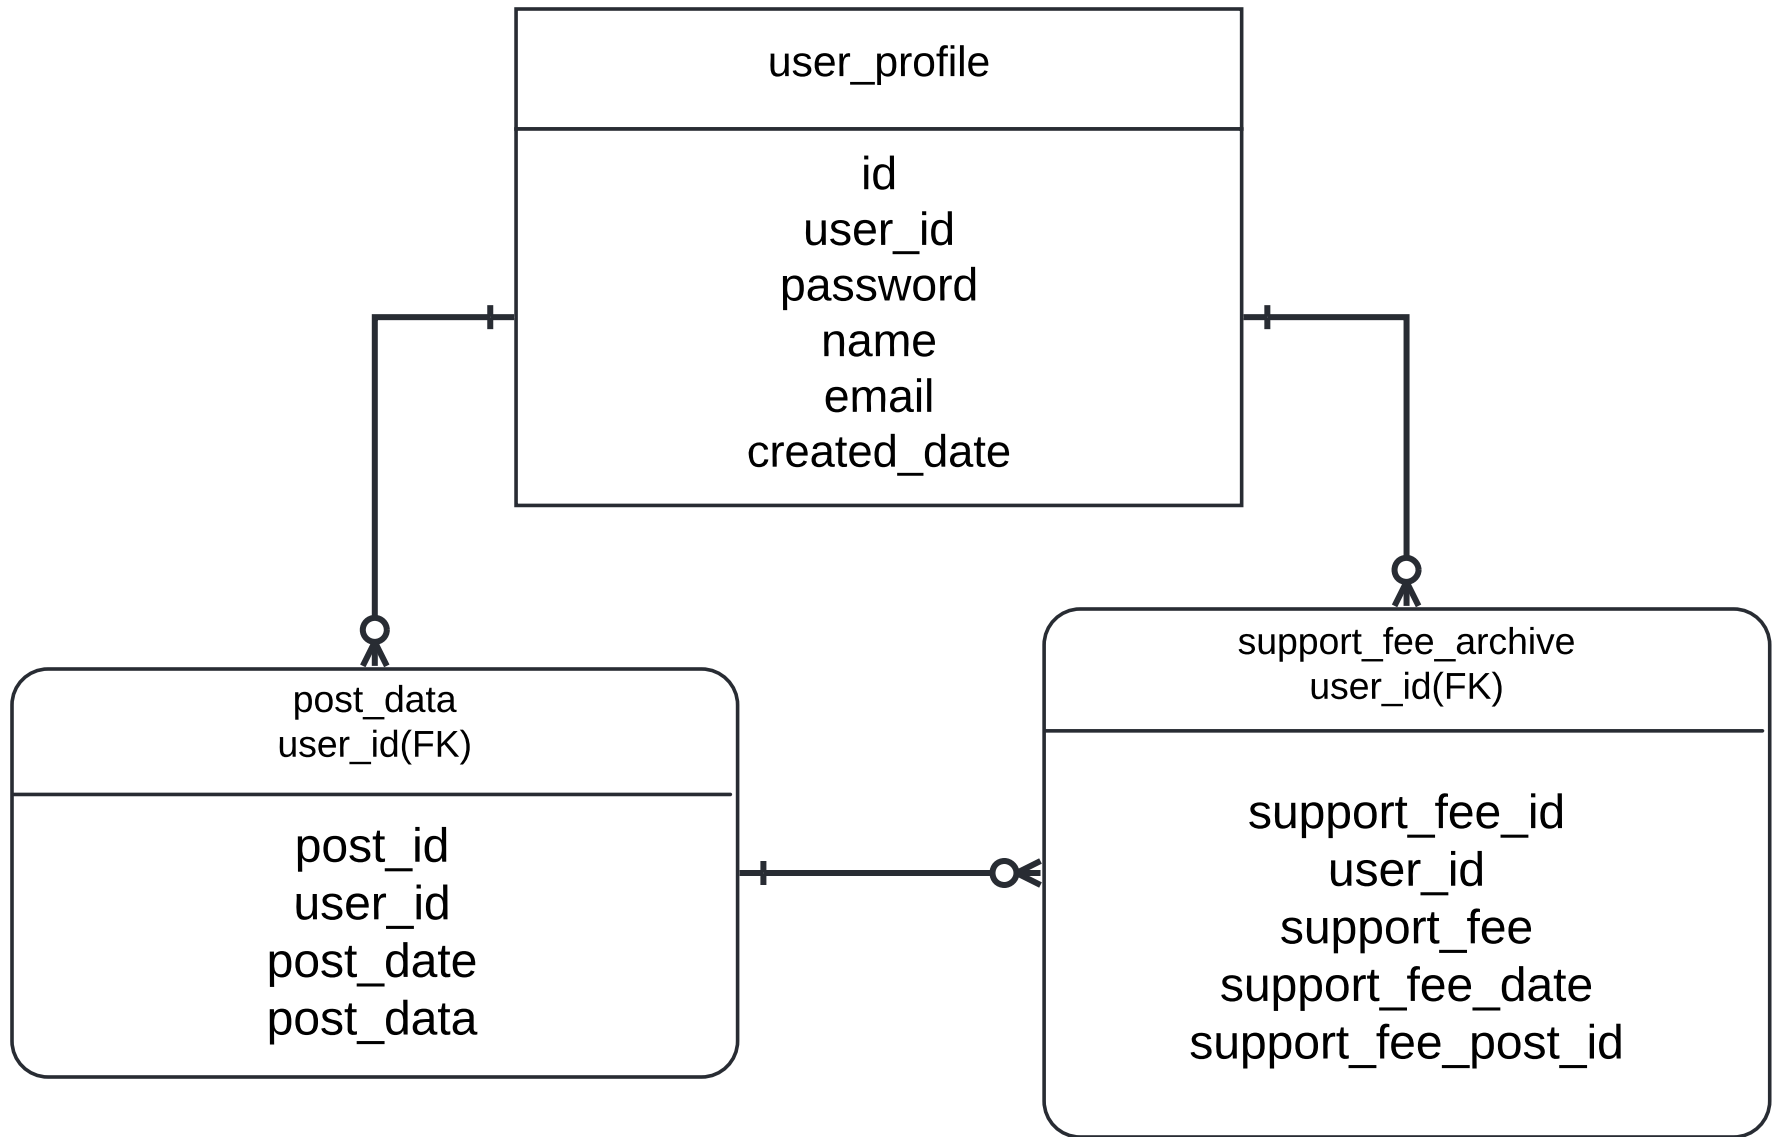 user_profile
id
user_id
password
name
email
created_date
post_data
user_id(FK)
post_id
user_id
post_date
post_data
support_fee_archive
user_id(FK)
support_fee_id
user_id
support_fee
support_fee_date
support_fee_post_id